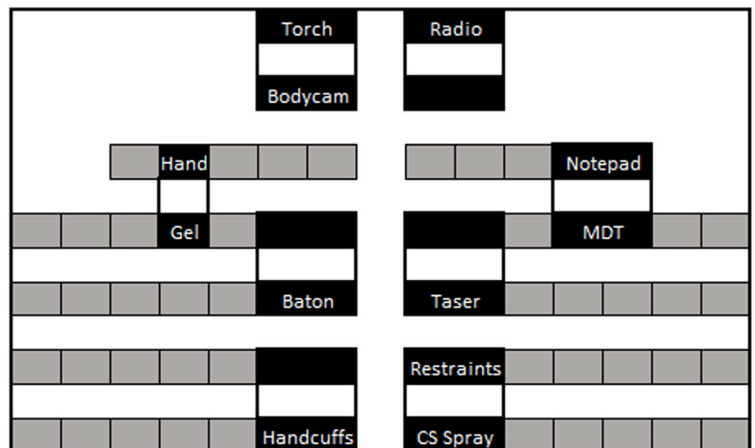 Torch Radio
Bodycam
Hand Notepad
Gel MDT
Baton Taser
Restraints
Handcuffs CS Spray